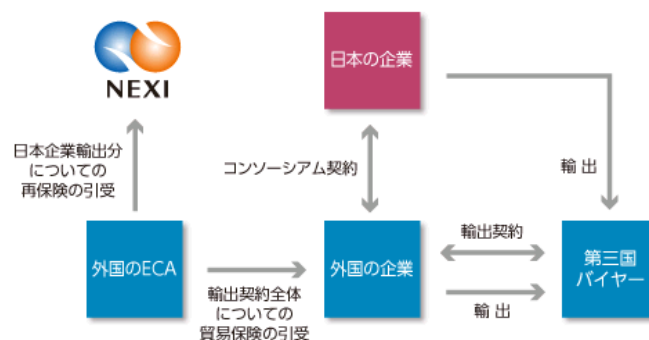 NEXI
日本の企業
日本企業輸出分
についての
再保険の引受
コンソーシアム契約
輸出
外国のECA
輸出契約全体
についての
貿易保険の引受
外国の企業
輸出契約
輸出
第三国
バイヤー